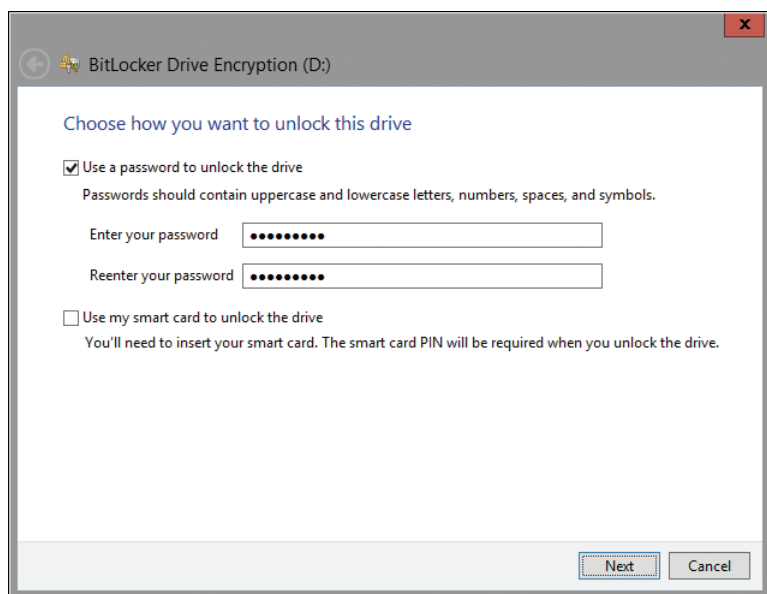 x
BitLocker Drive Encryption (D:)
Choose how you want to unlock this drive
Use a password to unlock the drive
Passwords should contain uppercase and lowercase letters, numbers, spaces, and symbols.
Enter your password ●●●●●●●●●
Reenter your password ●●●●●●●●●
Use my smart card to unlock the drive
You'll need to insert your smart card. The smart card PIN will be required when you unlock the drive.
Next Cancel